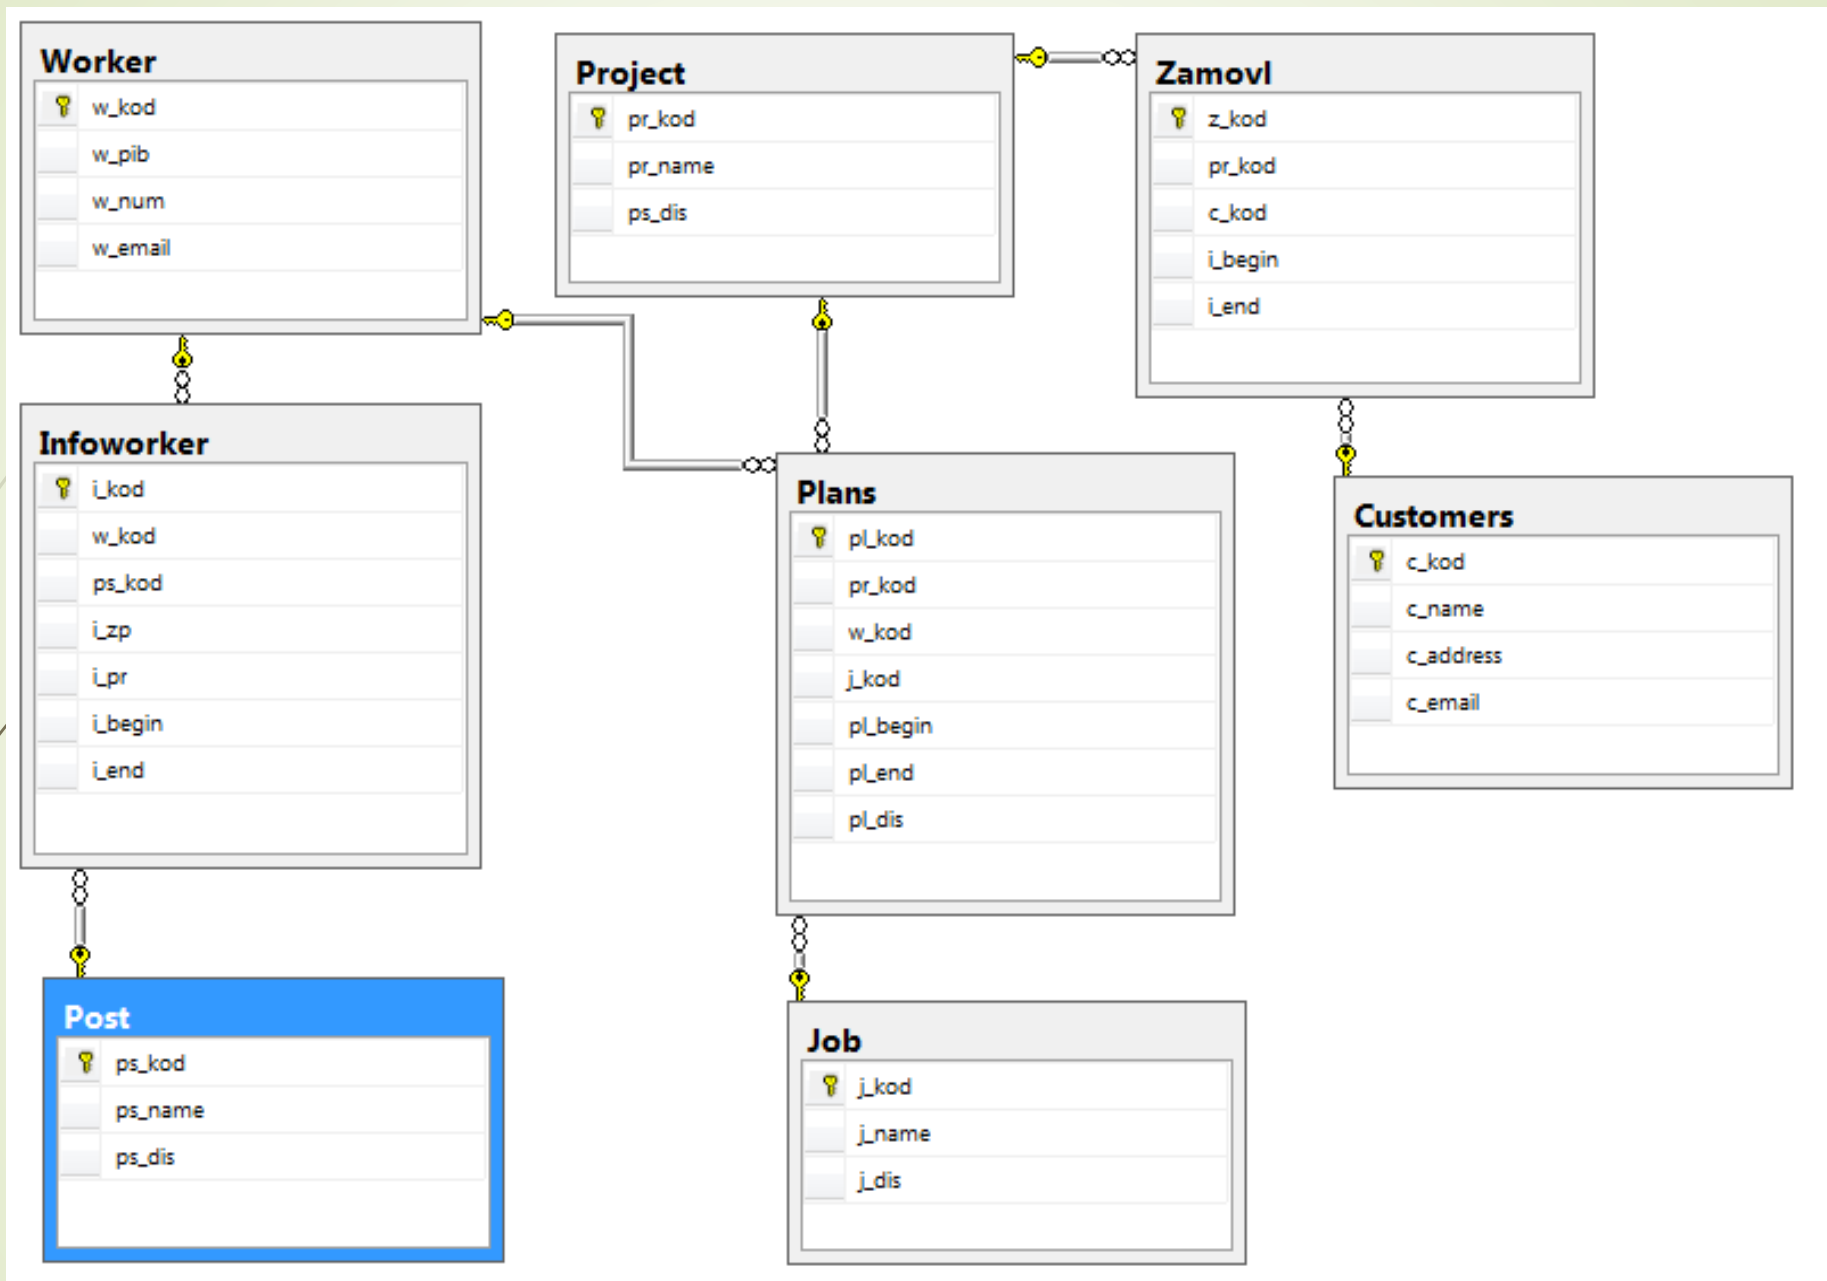 Worker
w_kod
w_pib
w_num
w_email
Project
pr_kod
pr_name
ps_dis
Zamovl
z_kod
pr_kod
c_kod
i_begin
i_end
Infoworker
i_kod
w_kod
ps_kod
i_zp
i_pr
i_begin
i_end
Plans
pl_kod
pr_kod
w_kod
j_kod
pl_begin
pl_end
pl_dis
Customers
c_kod
c_name
c_address
c_email
Post
ps_kod
ps_name
ps_dis
Job
j_kod
j_name
j_dis